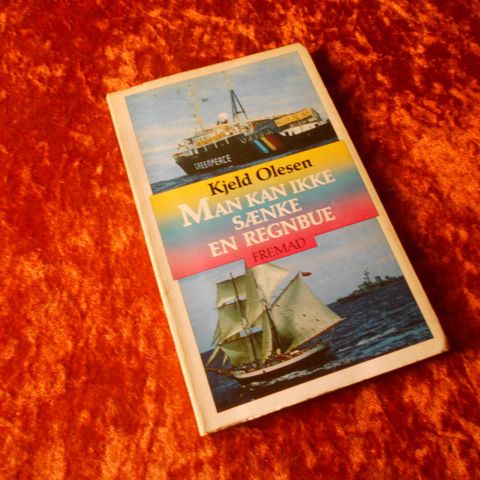 GREENPEACE
Kjeld Olesen
MAN KAN IKKE
SÆNKE
EN REGNBUE
FREMAD